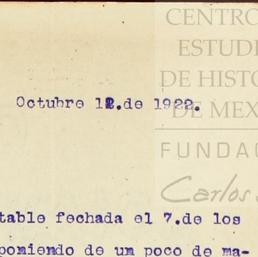 CENTRO
ESTUDI
DE HISTO
DE MEX
FUNDAC
Carlos
Octubre 12.de 1922.
table fechada el 7.de los
poniendo de un poco de ma-